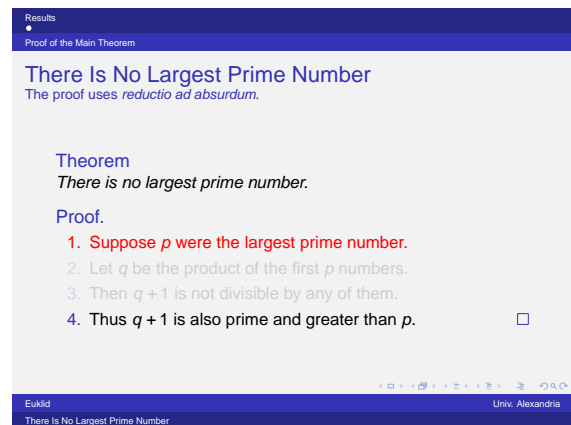 Results
Proof of the Main Theorem
There Is No Largest Prime Number
The proof uses reductio ad absurdum.
Theorem
There is no largest prime number.
Proof.
1. Suppose p were the largest prime number.
2. Let q be the product of the first p numbers.
3. Then q + 1 is not divisible by any of them.
4. Thus q + 1 is also prime and greater than p. □
Euklid Univ. Alexandria
There Is No Largest Prime Number